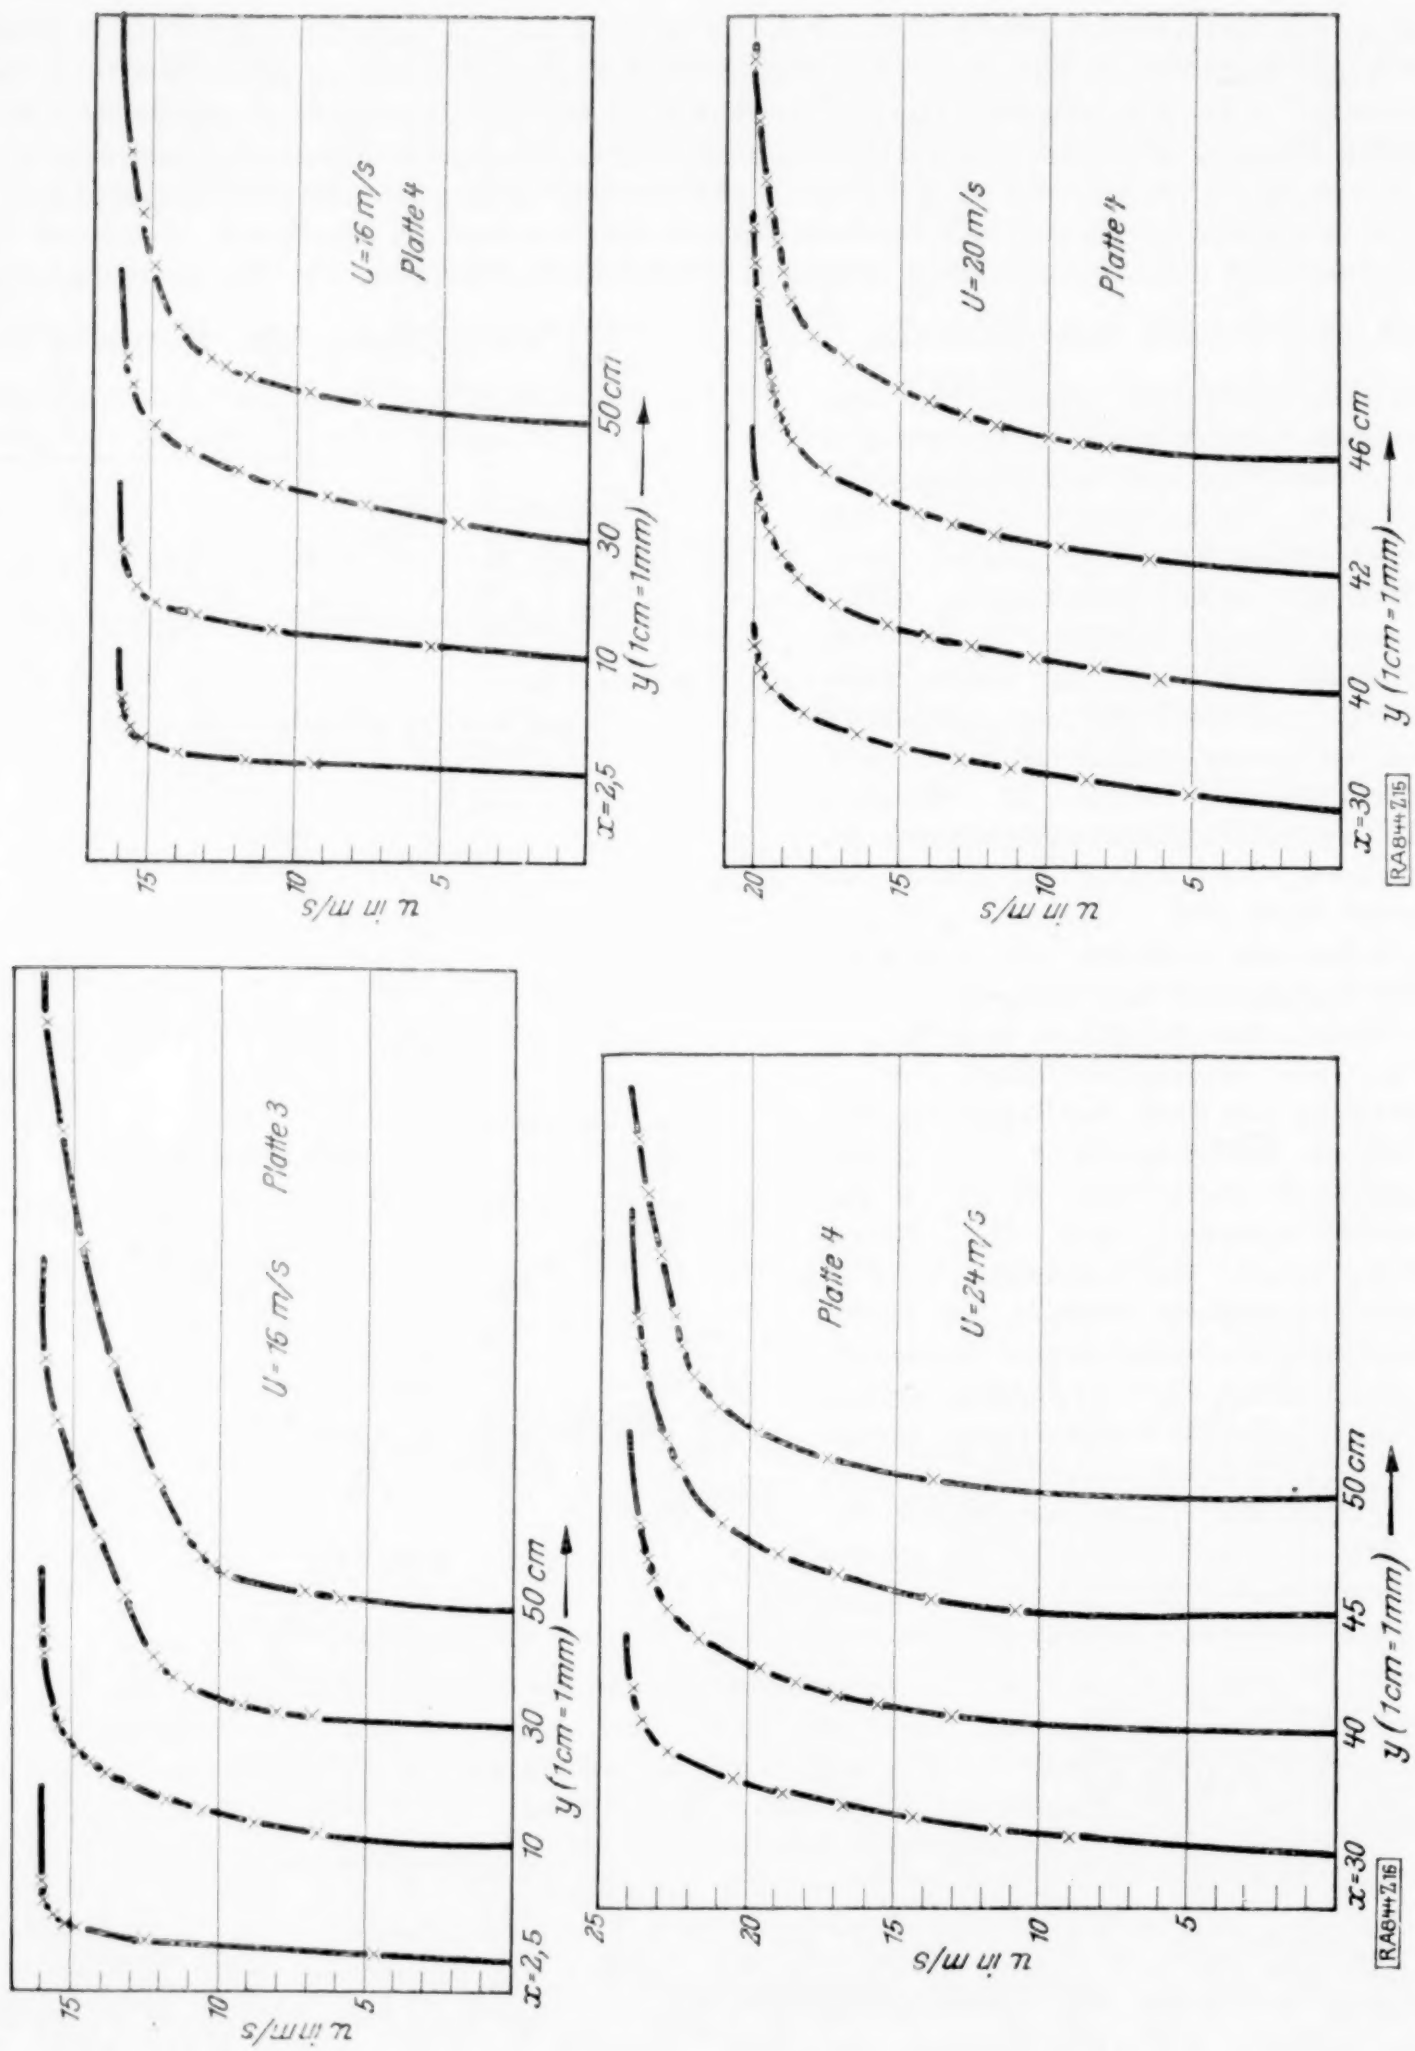 u in m/s
15
10
5
x=2,5
10
30
50 cm
y (1cm=1mm)
U=16 m/s Platte 3
u in m/s
15
10
5
x=2,5
10
30
50 cm
y (1cm=1mm)
U=16 m/s
Platte 4
u in m/s
25
20
15
10
5
x=30
40
45
50 cm
y (1cm=1mm)
Platte 4
U=24 m/s
RA844Z16
u in m/s
20
15
10
5
x=30
40
42
46 cm
y (1cm=1mm)
U=20 m/s
Platte 4
RA844Z15